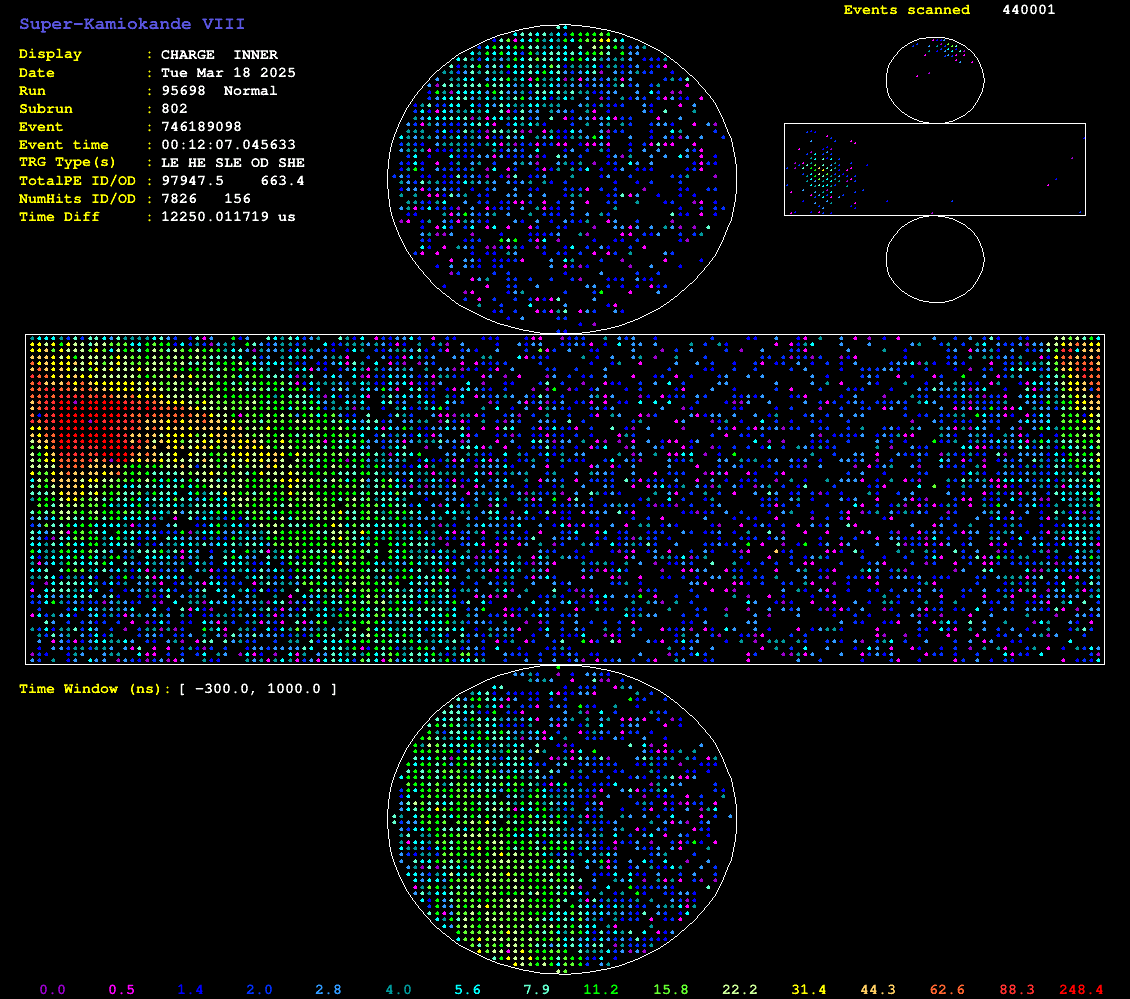 Super-Kamiokande VIII
Events scanned 440001
Display : CHARGE INNER
Date : Tue Mar 18 2025
Run : 95698 Normal
Subrun : 802
Event : 746189098
Event time : 00:12:07.045633
TRG Type(s) : LE HE SLE OD SHE
TotalPE ID/OD : 97947.5 663.4
NumHits ID/OD : 7826 156
Time Diff : 12250.011719 us
Time Window (ns): [ -300.0, 1000.0 ]
0.0 0.5 1.4 2.0 2.8 4.0 5.6 7.9 11.2 15.8 22.2 31.4 44.3 62.6 88.3 248.4